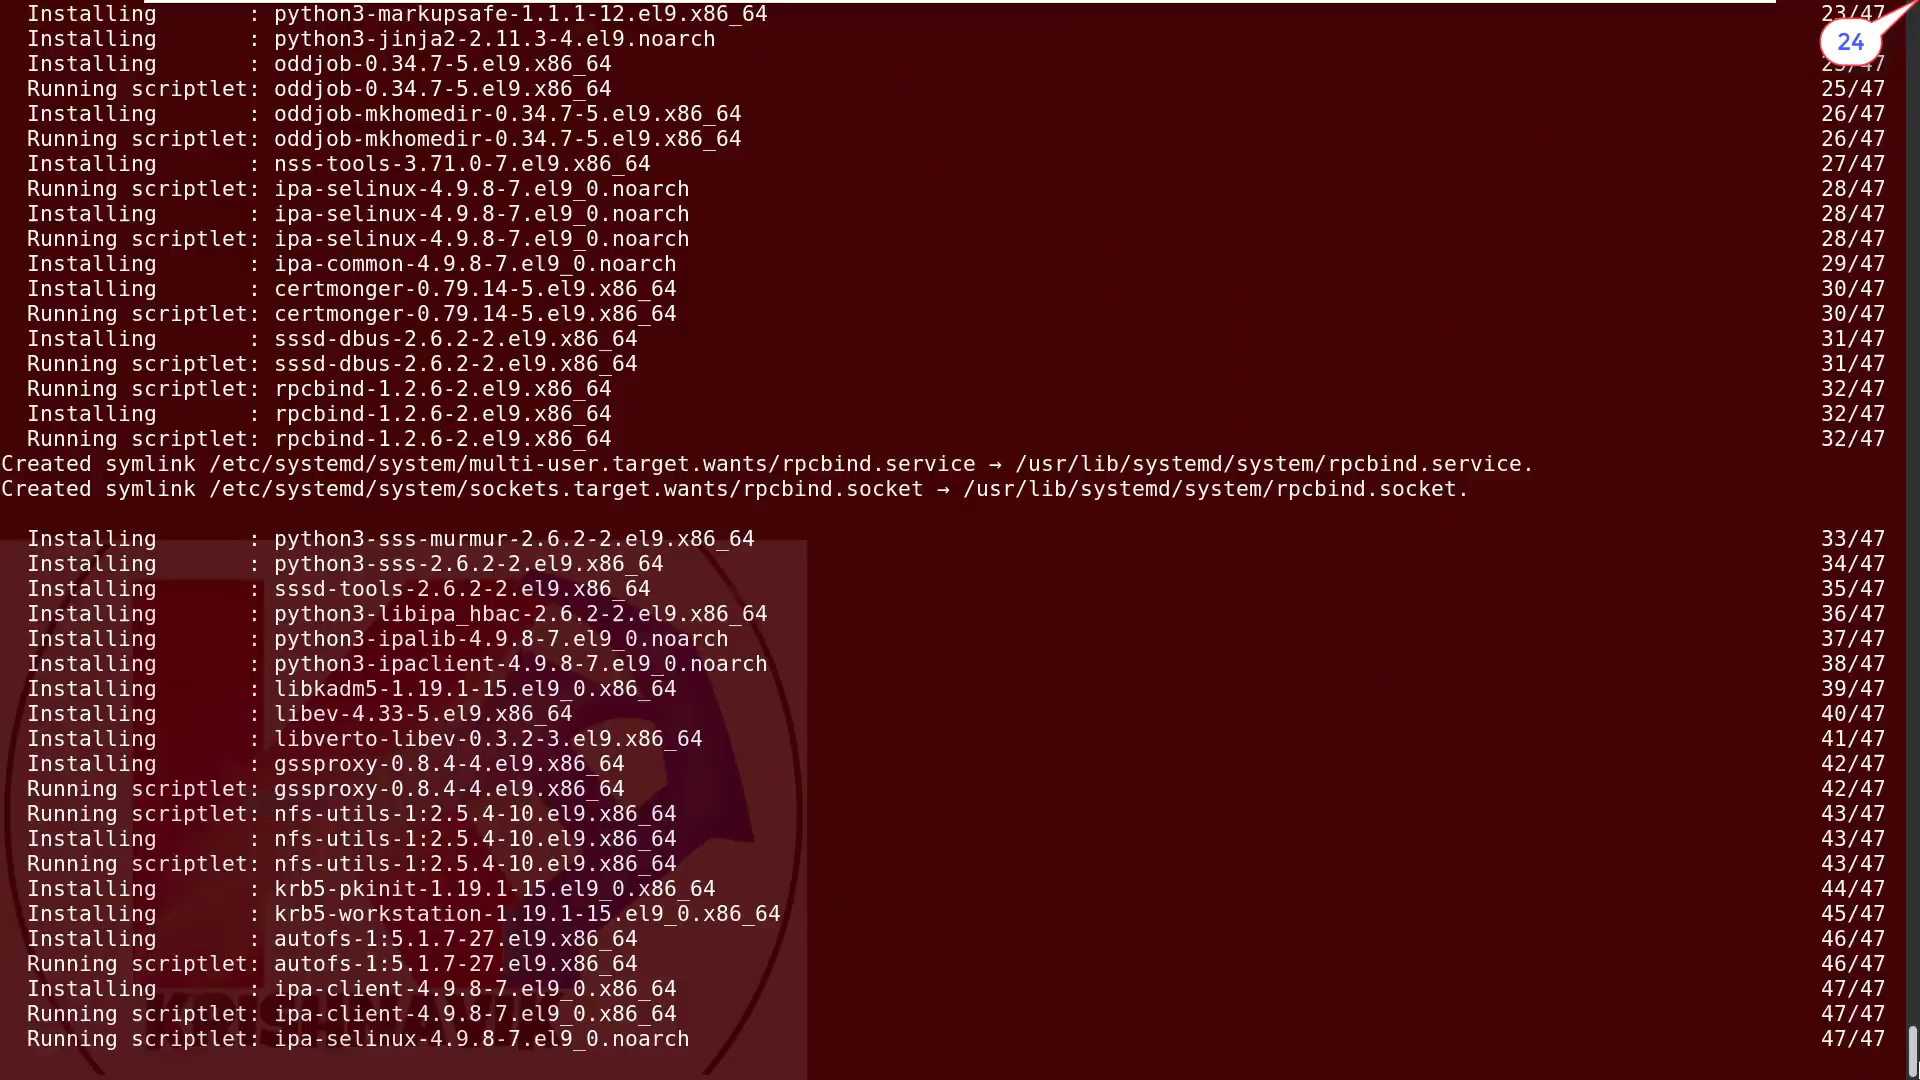 Installing : python3-markupsafe-1.1.1-12.el9.x86_64 23/47
Installing : python3-jinja2-2.11.3-4.el9.noarch
24
Installing : oddjob-0.34.7-5.el9.x86_64 25/47
Running scriptlet: oddjob-0.34.7-5.el9.x86_64 25/47
Installing : oddjob-mkhomedir-0.34.7-5.el9.x86_64 26/47
Running scriptlet: oddjob-mkhomedir-0.34.7-5.el9.x86_64 26/47
Installing : nss-tools-3.71.0-7.el9.x86_64 27/47
Running scriptlet: ipa-selinux-4.9.8-7.el9_0.noarch 28/47
Installing : ipa-selinux-4.9.8-7.el9_0.noarch 28/47
Running scriptlet: ipa-selinux-4.9.8-7.el9_0.noarch 28/47
Installing : ipa-common-4.9.8-7.el9_0.noarch 29/47
Installing : certmonger-0.79.14-5.el9.x86_64 30/47
Running scriptlet: certmonger-0.79.14-5.el9.x86_64 30/47
Installing : sssd-dbus-2.6.2-2.el9.x86_64 31/47
Running scriptlet: sssd-dbus-2.6.2-2.el9.x86_64 31/47
Running scriptlet: rpcbind-1.2.6-2.el9.x86_64 32/47
Installing : rpcbind-1.2.6-2.el9.x86_64 32/47
Running scriptlet: rpcbind-1.2.6-2.el9.x86_64 32/47
Created symlink /etc/systemd/system/multi-user.target.wants/rpcbind.service → /usr/lib/systemd/system/rpcbind.service.
Created symlink /etc/systemd/system/sockets.target.wants/rpcbind.socket → /usr/lib/systemd/system/rpcbind.socket.
Installing : python3-sss-murmur-2.6.2-2.el9.x86_64 33/47
Installing : python3-sss-2.6.2-2.el9.x86_64 34/47
Installing : sssd-tools-2.6.2-2.el9.x86_64 35/47
Installing : python3-libipa_hbac-2.6.2-2.el9.x86_64 36/47
Installing : python3-ipalib-4.9.8-7.el9_0.noarch 37/47
Installing : python3-ipaclient-4.9.8-7.el9_0.noarch 38/47
Installing : libkadm5-1.19.1-15.el9_0.x86_64 39/47
Installing : libev-4.33-5.el9.x86_64 40/47
Installing : libverto-libev-0.3.2-3.el9.x86_64 41/47
Installing : gssproxy-0.8.4-4.el9.x86_64 42/47
Running scriptlet: gssproxy-0.8.4-4.el9.x86_64 42/47
Running scriptlet: nfs-utils-1:2.5.4-10.el9.x86_64 43/47
Installing : nfs-utils-1:2.5.4-10.el9.x86_64 43/47
Running scriptlet: nfs-utils-1:2.5.4-10.el9.x86_64 43/47
Installing : krb5-pkinit-1.19.1-15.el9_0.x86_64 44/47
Installing : krb5-workstation-1.19.1-15.el9_0.x86_64 45/47
Installing : autofs-1:5.1.7-27.el9.x86_64 46/47
Running scriptlet: autofs-1:5.1.7-27.el9.x86_64 46/47
Installing : ipa-client-4.9.8-7.el9_0.x86_64 47/47
Running scriptlet: ipa-client-4.9.8-7.el9_0.x86_64 47/47
Running scriptlet: ipa-selinux-4.9.8-7.el9_0.noarch 47/47